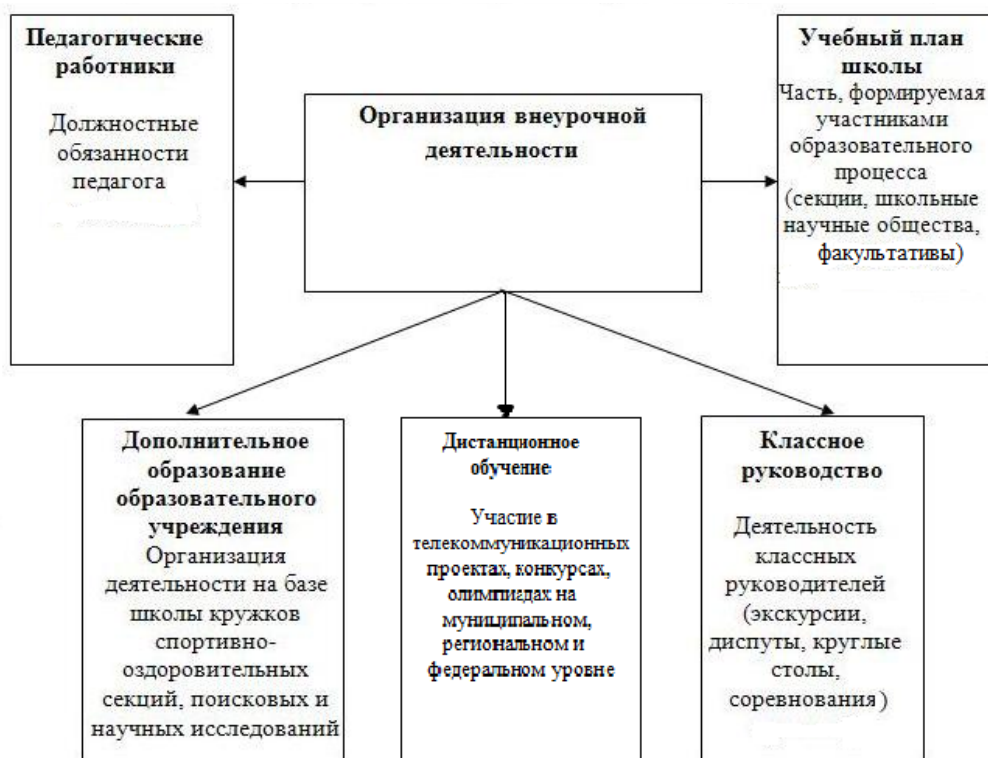 Педагогические
работники
Должностные
обязанности
педагога
Организация внеурочной
деятельности
Учебный план
школы
Часть, формируемая
участниками
образовательного
процесса
(секции, школьные
научные общества,
факультативы)
Дополнительное
образование
образовательного
учреждения
Организация
деятельности на базе
школы кружков
спортивно-
оздоровительных
секций, поисковых и
научных исследований
Дистанционное
обучение
Участие в
телекоммуникационных
проектах, конкурсах,
олимпиадах на
муниципальном,
региональном и
федеральном уровне
Классное
руководство
Деятельность
классных
руководителей
(экскурсии,
диспуты, круглые
столы,
соревнования)